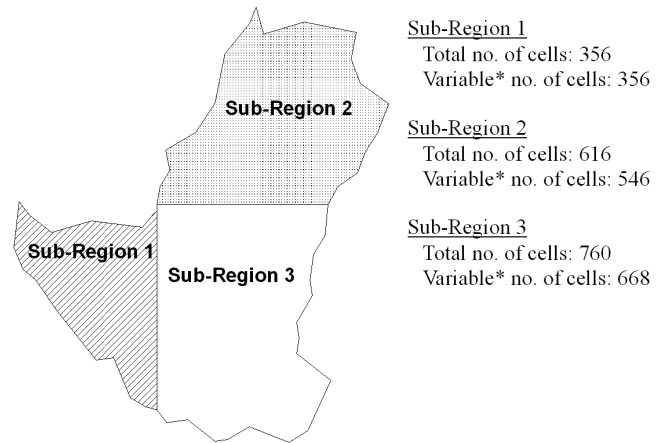 Sub-Region 1
Total no. of cells: 356
Variable* no. of cells: 356
Sub-Region 2
Total no. of cells: 616
Variable* no. of cells: 546
Sub-Region 3
Total no. of cells: 760
Variable* no. of cells: 668
Sub-Region 2
Sub-Region 1
Sub-Region 3